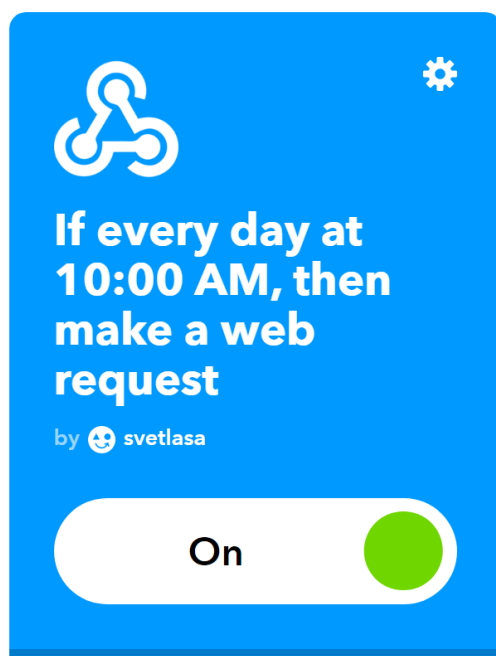 If every day at
10:00 AM, then
make a web
request
by svetlasa
On